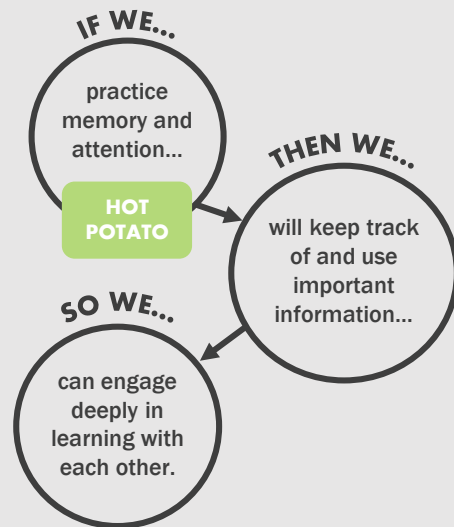 IF WE...
practice
memory and
attention...
HOT
POTATO
THEN WE...
will keep track
of and use
important
information...
SO WE...
can engage
deeply in
learning with
each other.